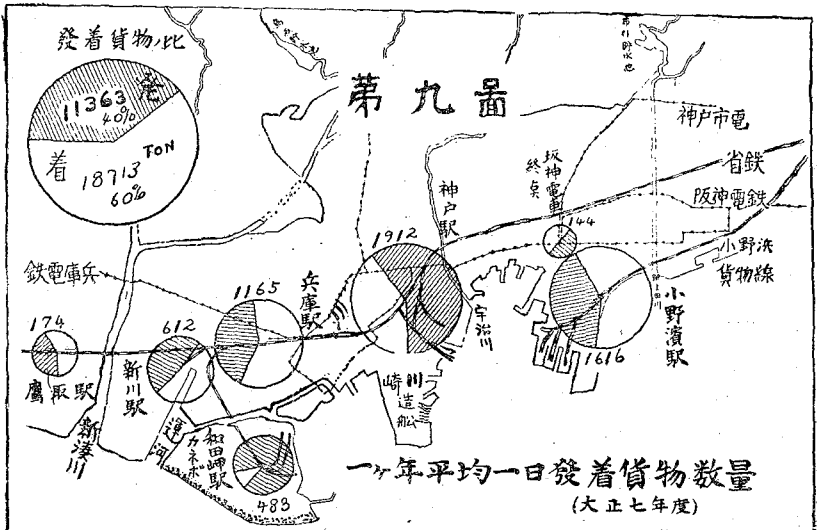 發着貨物ノ比
発
11363
40%
着
18713
TON
60%
第九啚
神戸市電
省鉄
阪神電鉄
小野浜
貨物線
阪神電車
終点
144
神戸駅
1912
宇治川
小野濱駅
1616
兵電車電鉄
1165
兵庫駅
612
新川駅
174
鷹取駅
新湊川
運河
和田岬駅
カネボ
483
川崎
造船
一ヶ年平均一日發着貨物数量
(大正七年度)